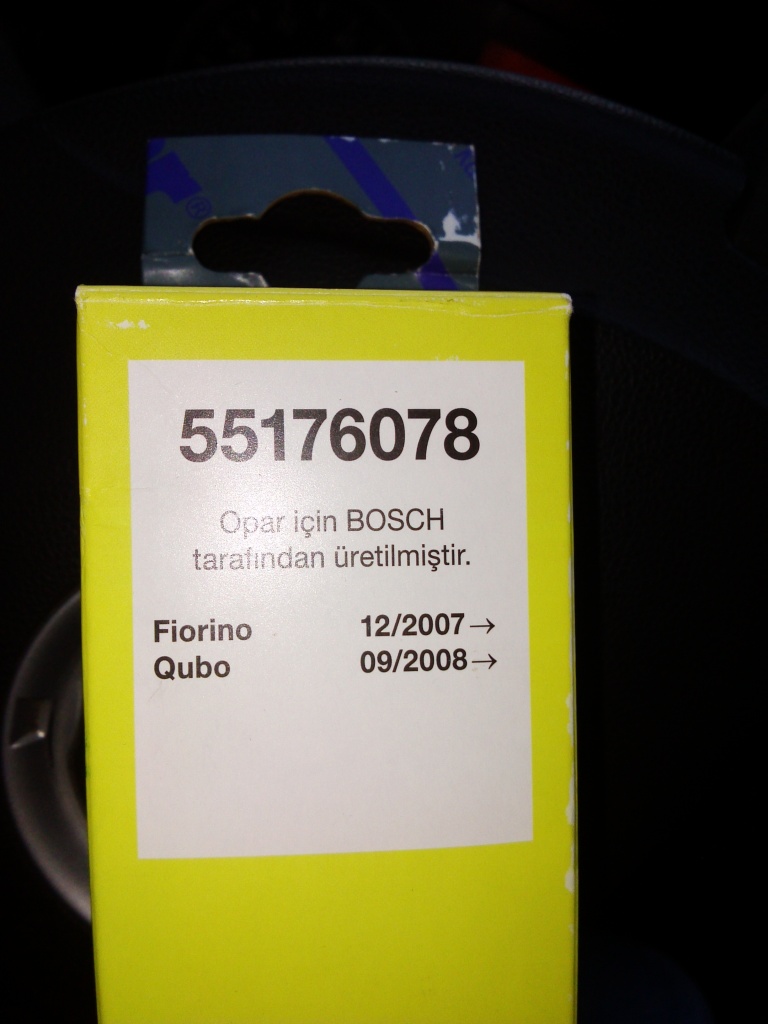 55176078
Opar için BOSCH
tarafından üretilmiştir.
Fiorino 12/2007→
Qubo 09/2008→